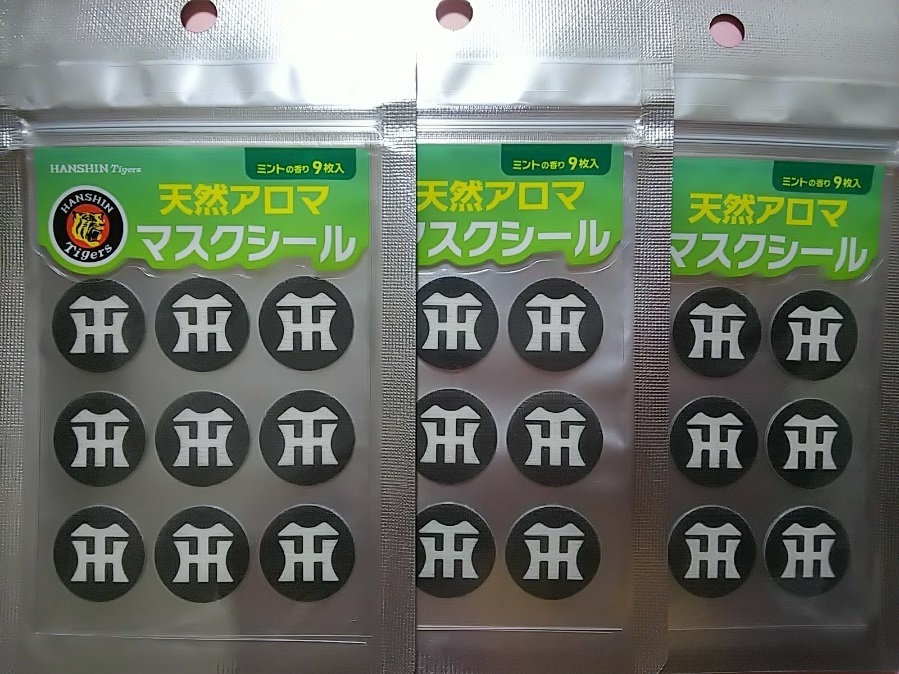 HANSHIN Tigers
ミントの香り 9枚入
天然アロマ
マスクシール
HANSHIN
Tigers
ミントの香り 9枚入
天然アロマ
マスクシール
ミントの香り 9枚入
天然アロマ
マスクシール